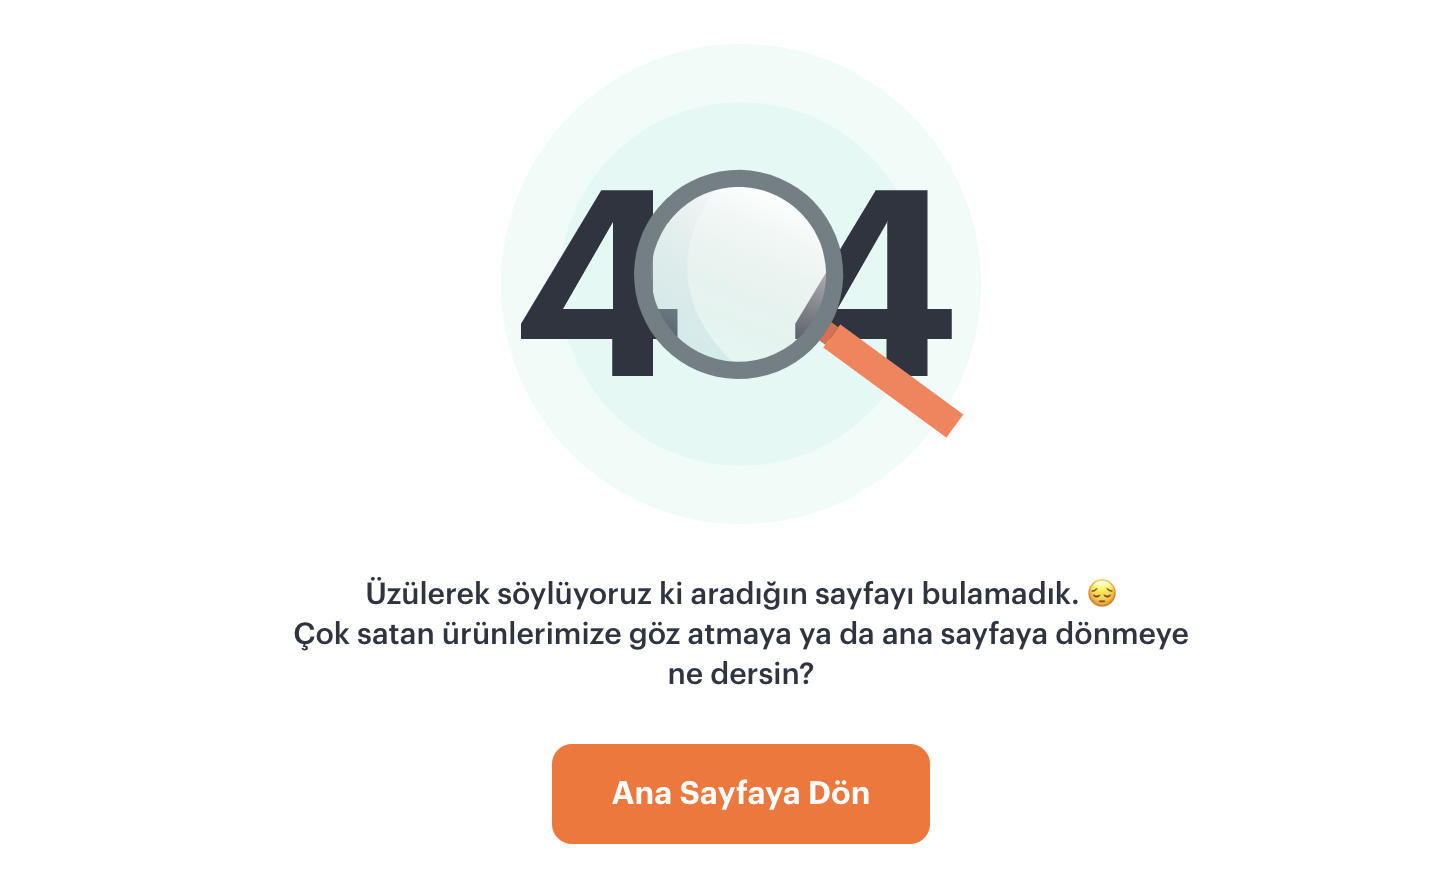 404
Üzülerek söylüyoruz ki aradığın sayfayı bulamadık. 😔
Çok satan ürünlerimize göz atmaya ya da ana sayfaya dönmeye
ne dersin?
Ana Sayfaya Dön